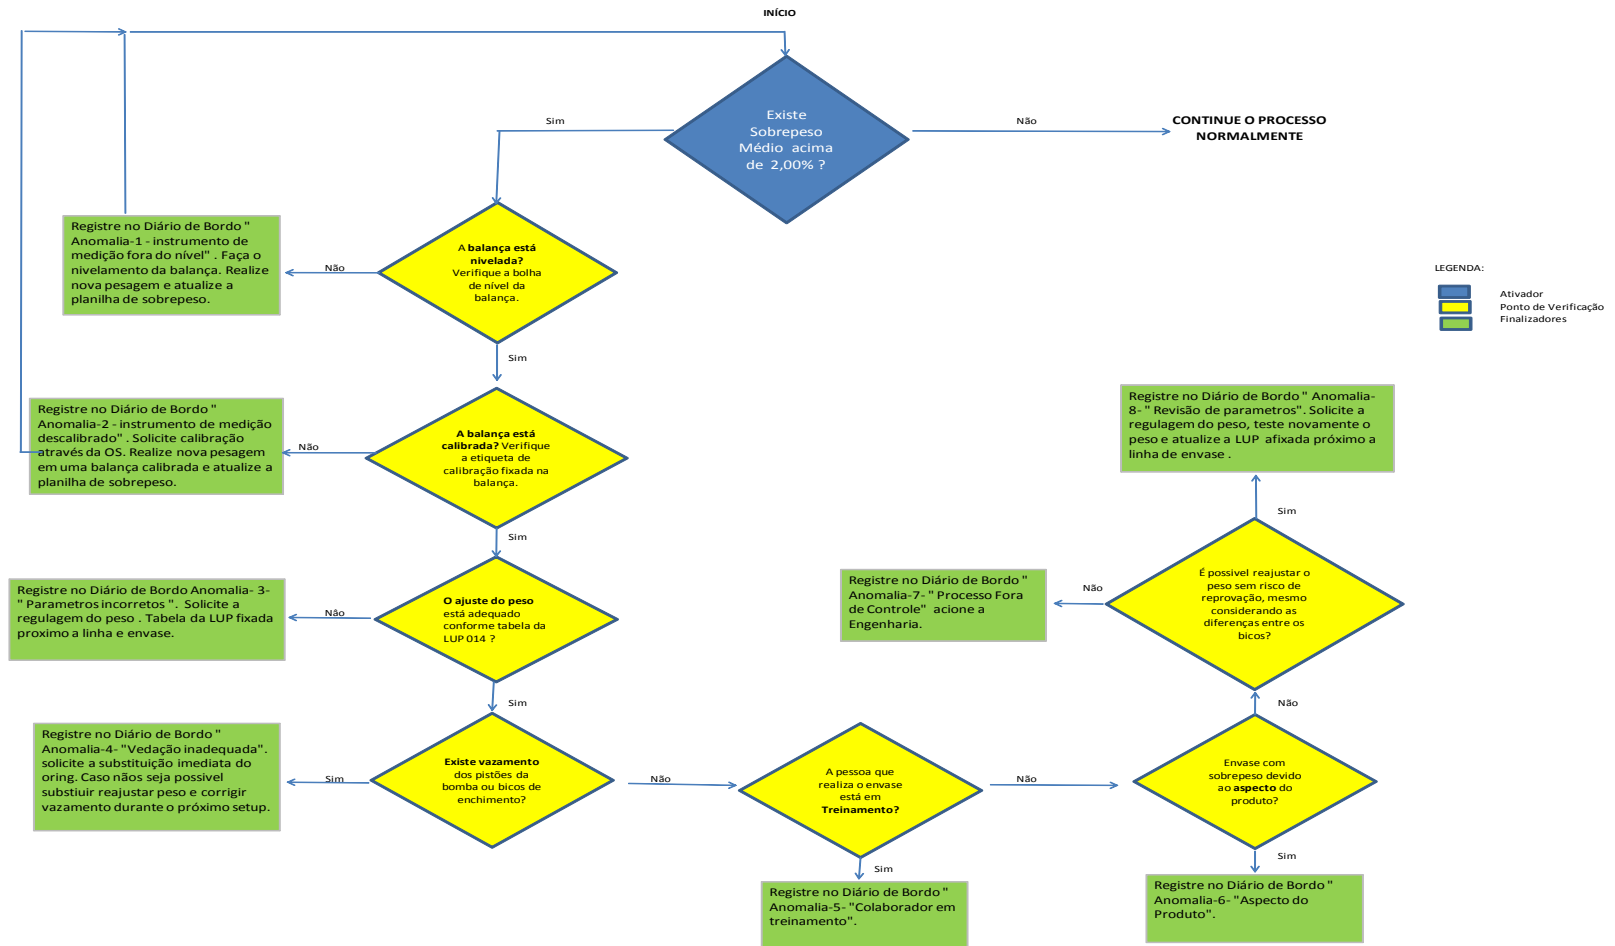 INÍCIO
Existe
Sobrepeso
Médio acima
de 2,00% ?
Sim
Não
CONTINUE O PROCESSO
NORMALMENTE
Registre no Diário de Bordo "
Anomalia-1 - instrumento de
medição fora do nível" . Faça o
nivelamento da balança. Realize
nova pesagem e atualize a
planilha de sobrepeso.
Não
A balança está
nivelada?
Verifique a bolha
de nível da
balança.
LEGENDA:
Ativador
Ponto de Verificação
Finalizadores
Sim
Registre no Diário de Bordo "
Anomalia-2 - instrumento de medição
descalibrado" . Solicite calibração
através da OS. Realize nova pesagem
em uma balança calibrada e atualize a
planilha de sobrepeso.
Não
A balança está
calibrada? Verifique
a etiqueta de
calibração fixada na
balança.
Registre no Diário de Bordo " Anomalia-
8- " Revisão de parametros". Solicite a
regulagem do peso, teste novamente o
peso e atualize a LUP afixada próximo a
linha de envase .
Sim
Sim
Registre no Diário de Bordo Anomalia- 3-
" Parametros incorretos ". Solicite a
regulagem do peso . Tabela da LUP fixada
proximo a linha e envase.
Nâo
O ajuste do peso
está adequado
conforme tabela da
LUP 014 ?
Registre no Diário de Bordo "
Anomalia-7- " Processo Fora
de Controle" acione a
Engenharia.
Não
É possivel reajustar o
peso sem risco de
reprovação, mesmo
considerando as
diferenças entre os
bicos?
Sim
Não
Registre no Diário de Bordo "
Anomalia-4- "Vedação inadequada".
solicite a substituição imediata do
oring. Caso nãos seja possivel
substiuir reajustar peso e corrigir
vazamento durante o próximo setup.
Sim
Existe vazamento
dos pistões da
bomba ou bicos de
enchimento?
Não
A pessoa que
realiza o envase
está em
Treinamento?
Não
Envase com
sobrepeso devido
ao aspecto do
produto?
Sim
Sim
Registre no Diário de Bordo "
Anomalia-5- "Colaborador em
treinamento".
Registre no Diário de Bordo "
Anomalia-6- "Aspecto do
Produto".